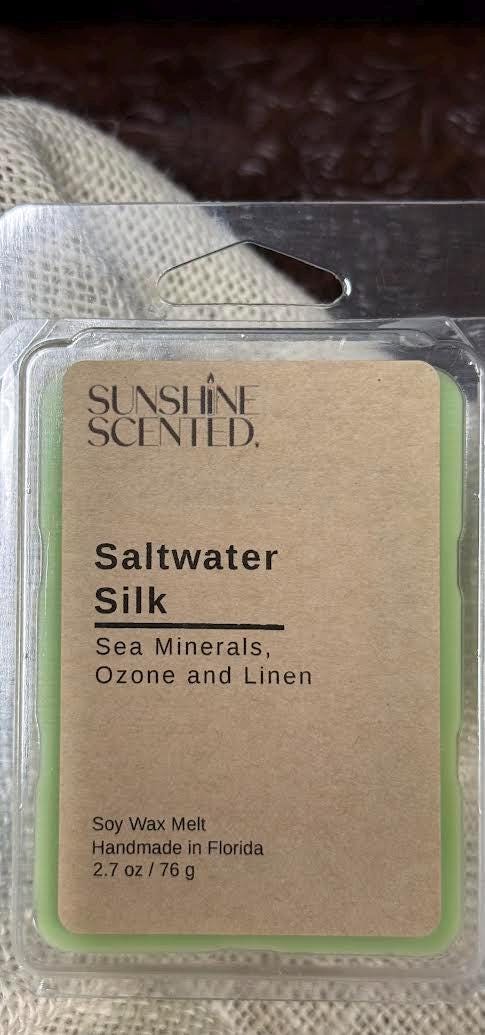 SUNSHINE
SCENTED.
Saltwater
Silk
Sea Minerals,
Ozone and Linen
Soy Wax Melt
Handmade in Florida
2.7 oz / 76 g